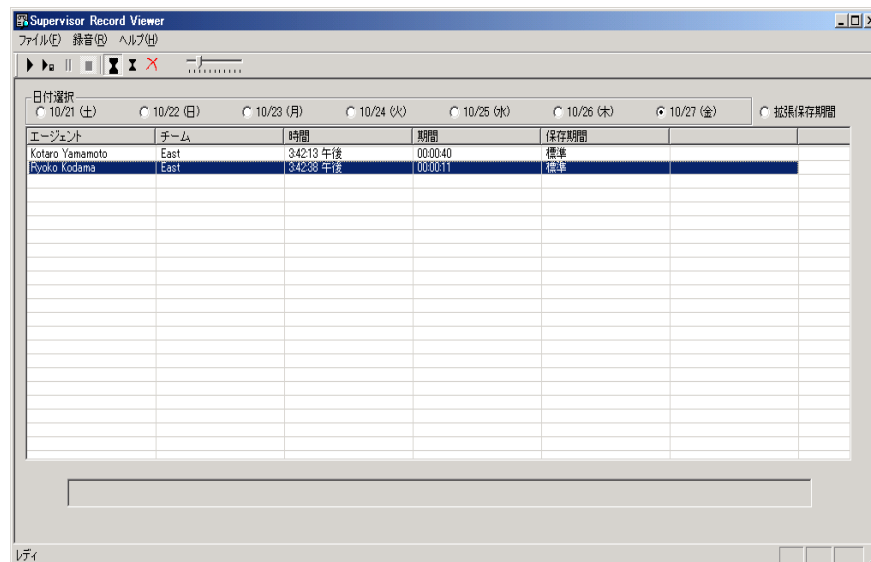 Supervisor Record Viewer
ファイル(F) 録音(R) ヘルプ(H)
日付選択
10/21 (土) 10/22 (日) 10/23 (月) 10/24 (火) 10/25 (水) 10/26 (木) 10/27 (金) 拡張保存期間
エージェント チーム 時間 期間 保存期間
Kotaro Yamamoto East 3:42:13 午後 00:00:40 標準
Ryoko Kodama East 3:42:38 午後 00:00:11 標準
レディ